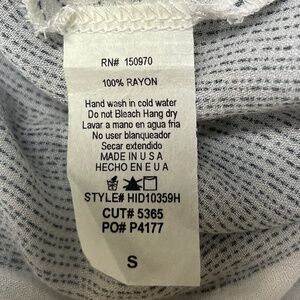 RN# 150970
100% RAYON
Hand wash in cold water
Do not Bleach Hang dry
Lavar a mano en agua fria
No user blanqueador
Secar extendido
MADE IN U S A
HECHO EN E U A
STYLE# HID10359H
CUT# 5365
PO# P4177
S